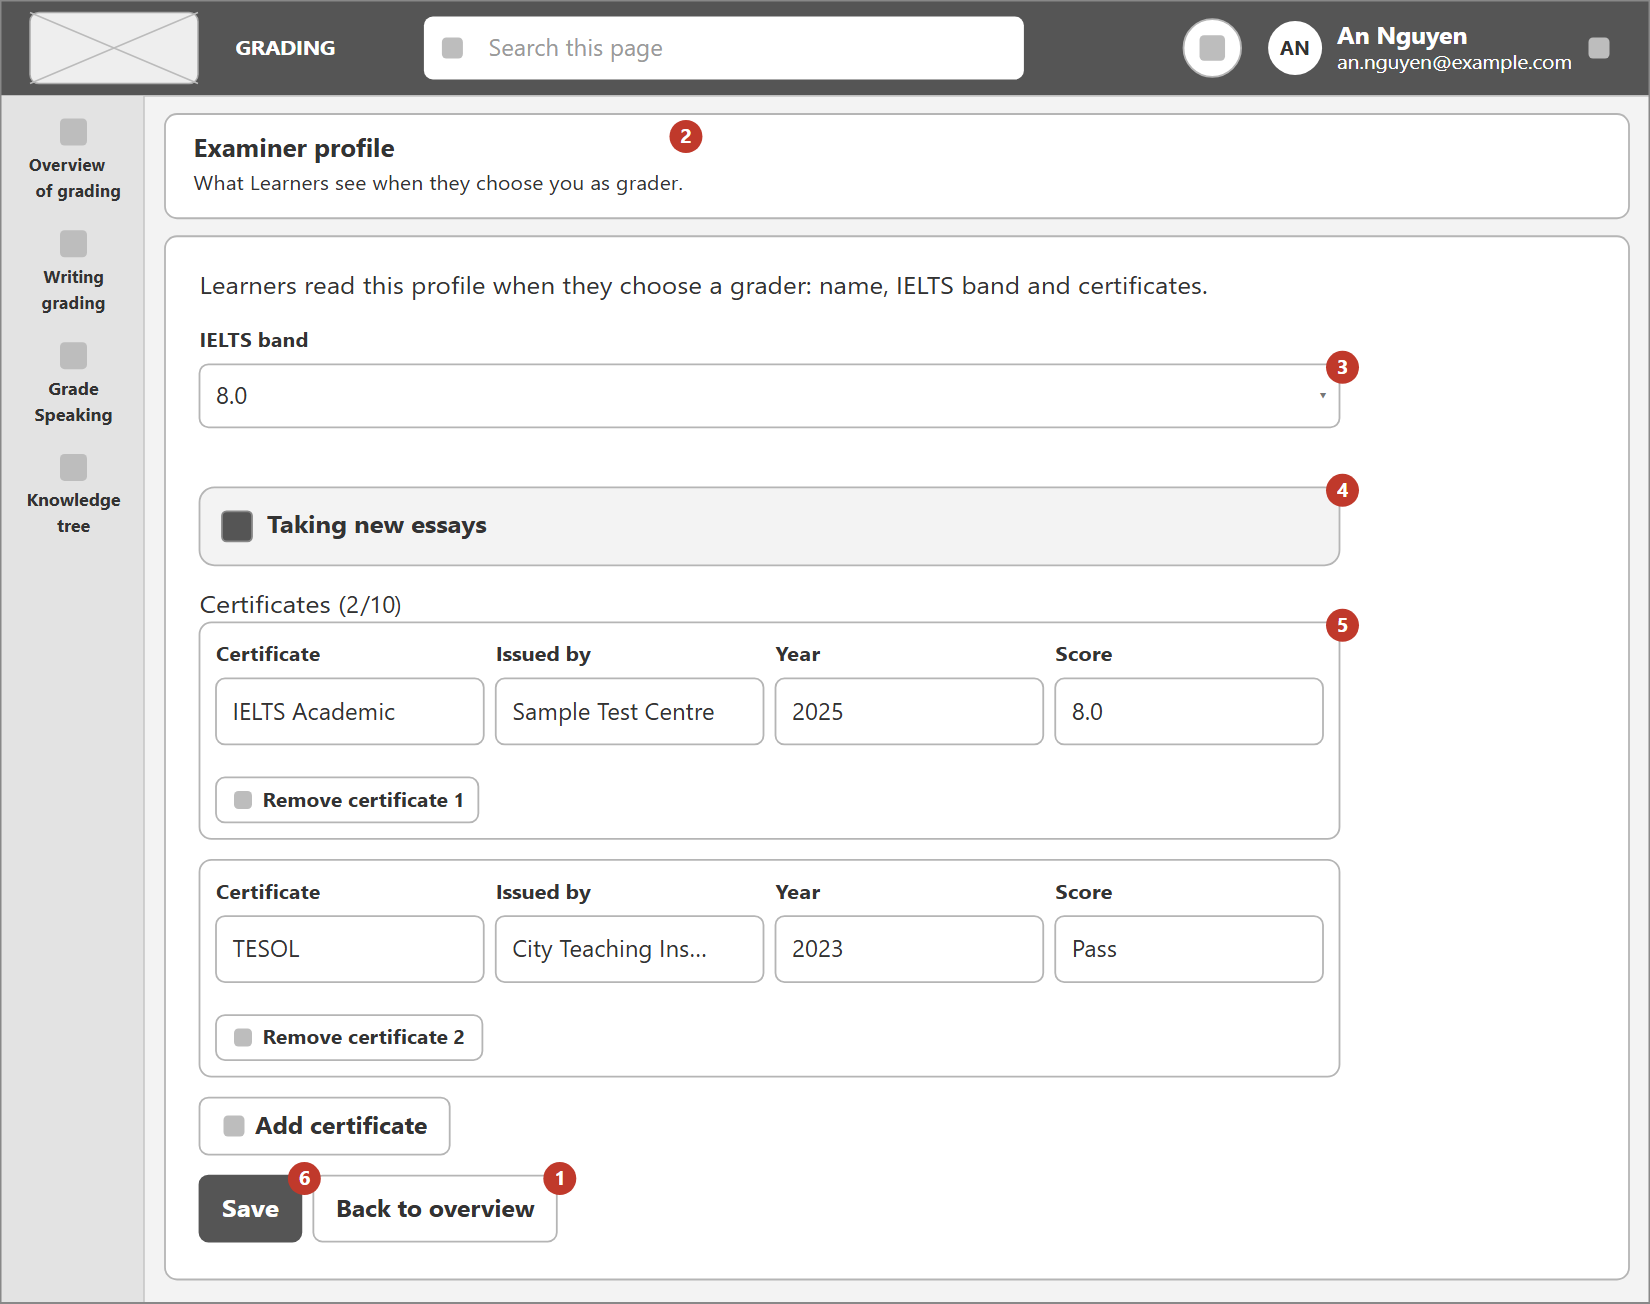 GRADING
Search this page
AN
An Nguyen
an.nguyen@example.com
Overview
of grading
Writing
grading
Grade
Speaking
Knowledge
tree
Examiner profile
2
What Learners see when they choose you as grader.
Learners read this profile when they choose a grader: name, IELTS band and certificates.
IELTS band
3
8.0
4
Taking new essays
Certificates (2/10)
5
Certificate Issued by Year Score
IELTS Academic Sample Test Centre 2025 8.0
Remove certificate 1
Certificate Issued by Year Score
TESOL City Teaching Ins... 2023 Pass
Remove certificate 2
Add certificate
6 1
Save Back to overview